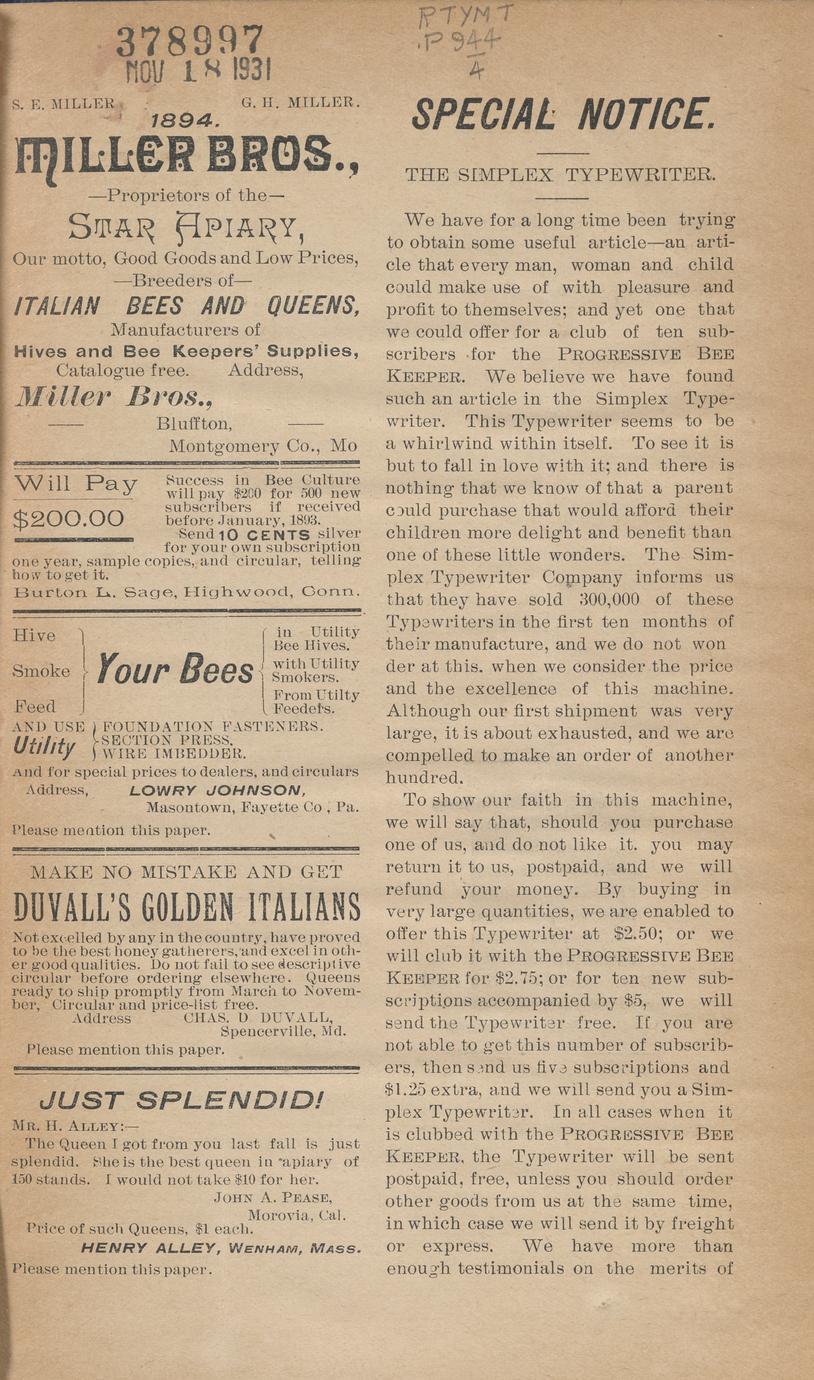 378997
NOV 18 1931
RTYMT
.P944
4
S. E. MILLER. G. H. MILLER.
1894.
MILLER BROS.,
—Proprietors of the—
STAR APIARY,
Our motto, Good Goods and Low Prices,
—Breeders of—
ITALIAN BEES AND QUEENS,
Manufacturers of
Hives and Bee Keepers' Supplies,
Catalogue free. Address,
Miller Bros.,
Bluffton,
Montgomery Co., Mo
Will Pay
$200.00
Success in Bee Culture
will pay $200 for 500 new
subscribers if received
before January, 1893.
Send 10 CENTS silver
for your own subscription
one year, sample copies, and circular, telling
how to get it.
Burton L. Sage, Highwood, Conn.
Hive
Smoke
Feed
Your Bees
in Utility
Bee Hives.
with Utility
Smokers.
From Utilty
Feeders.
AND USE
Utility
FOUNDATION FASTENERS.
SECTION PRESS,
WIRE IMBEDDER.
And for special prices to dealers, and circulars
Address, LOWRY JOHNSON,
Masontown, Fayette Co , Pa.
Please mention this paper.
MAKE NO MISTAKE AND GET
DUVALL'S GOLDEN ITALIANS
Not excelled by any in the country, have proved
to be the best honey gatherers, and excel in oth-
er good qualities. Do not fail to see descriptive
circular before ordering elsewhere. Queens
ready to ship promptly from March to Novem-
ber, Circular and price-list free.
Address CHAS. D DUVALL,
Spencerville, Md.
Please mention this paper.
JUST SPLENDID!
MR. H. ALLEY:—
The Queen I got from you last fall is just
splendid. She is the best queen in apiary of
150 stands. I would not take $10 for her.
JOHN A. PEASE,
Morovia, Cal.
Price of such Queens, $1 each.
HENRY ALLEY, WENHAM, MASS.
Please mention this paper.
SPECIAL NOTICE.
THE SIMPLEX TYPEWRITER.
We have for a long time been trying
to obtain some useful article—an arti-
cle that every man, woman and child
could make use of with pleasure and
profit to themselves; and yet one that
we could offer for a club of ten sub-
scribers for the PROGRESSIVE BEE
KEEPER. We believe we have found
such an article in the Simplex Type-
writer. This Typewriter seems to be
a whirlwind within itself. To see it is
but to fall in love with it; and there is
nothing that we know of that a parent
could purchase that would afford their
children more delight and benefit than
one of these little wonders. The Sim-
plex Typewriter Company informs us
that they have sold 300,000 of these
Typewriters in the first ten months of
their manufacture, and we do not won
der at this. when we consider the price
and the excellence of this machine.
Although our first shipment was very
large, it is about exhausted, and we are
compelled to make an order of another
hundred.
To show our faith in this machine,
we will say that, should you purchase
one of us, and do not like it. you may
return it to us, postpaid, and we will
refund your money. By buying in
very large quantities, we are enabled to
offer this Typewriter at $2.50; or we
will club it with the PROGRESSIVE BEE
KEEPER for $2.75; or for ten new sub-
scriptions accompanied by $5, we will
send the Typewriter free. If you are
not able to get this number of subscrib-
ers, then send us five subscriptions and
$1.25 extra, and we will send you a Sim-
plex Typewriter. In all cases when it
is clubbed with the PROGRESSIVE BEE
KEEPER, the Typewriter will be sent
postpaid, free, unless you should order
other goods from us at the same time,
in which case we will send it by freight
or express. We have more than
enough testimonials on the merits of